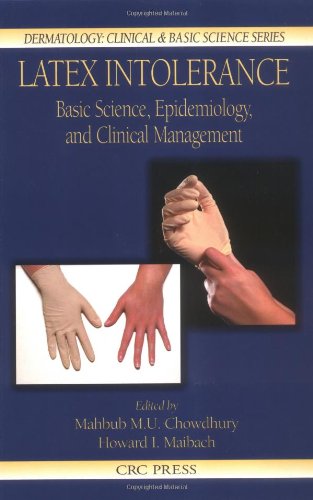 DERMATOLOGY: CLINICAL & BASIC SCIENCE SERIES
LATEX INTOLERANCE
Basic Science, Epidemiology,
and Clinical Management
Edited by
Mahbub M.U. Chowdhury
Howard I. Maibach
CRC PRESS